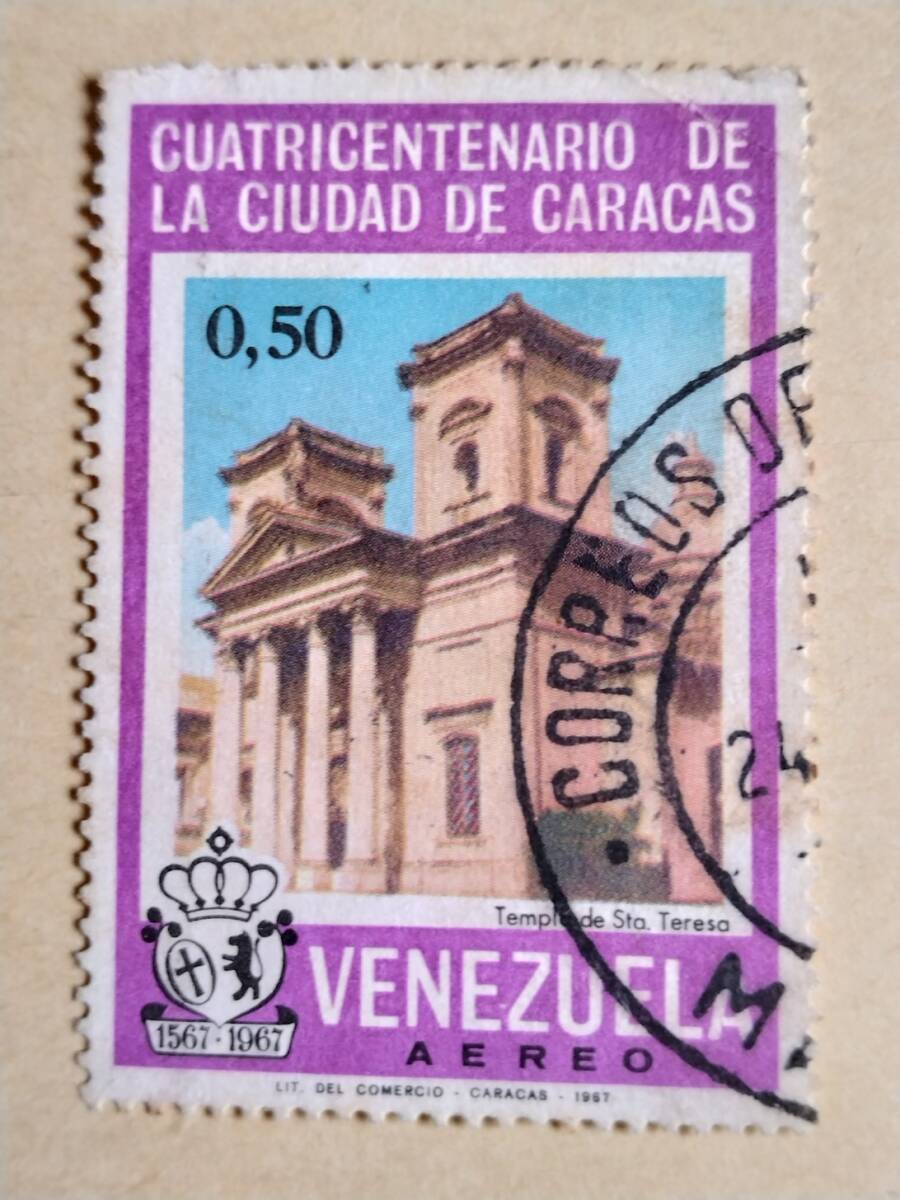 CUATRICENTENARIO DE
LA CIUDAD DE CARACAS
0,50
CORREOS DE
24
Templo de Sta. Teresa
VENEZUELA
AEREO
1567-1967
LIT. DEL COMERCIO - CARACAS - 1967